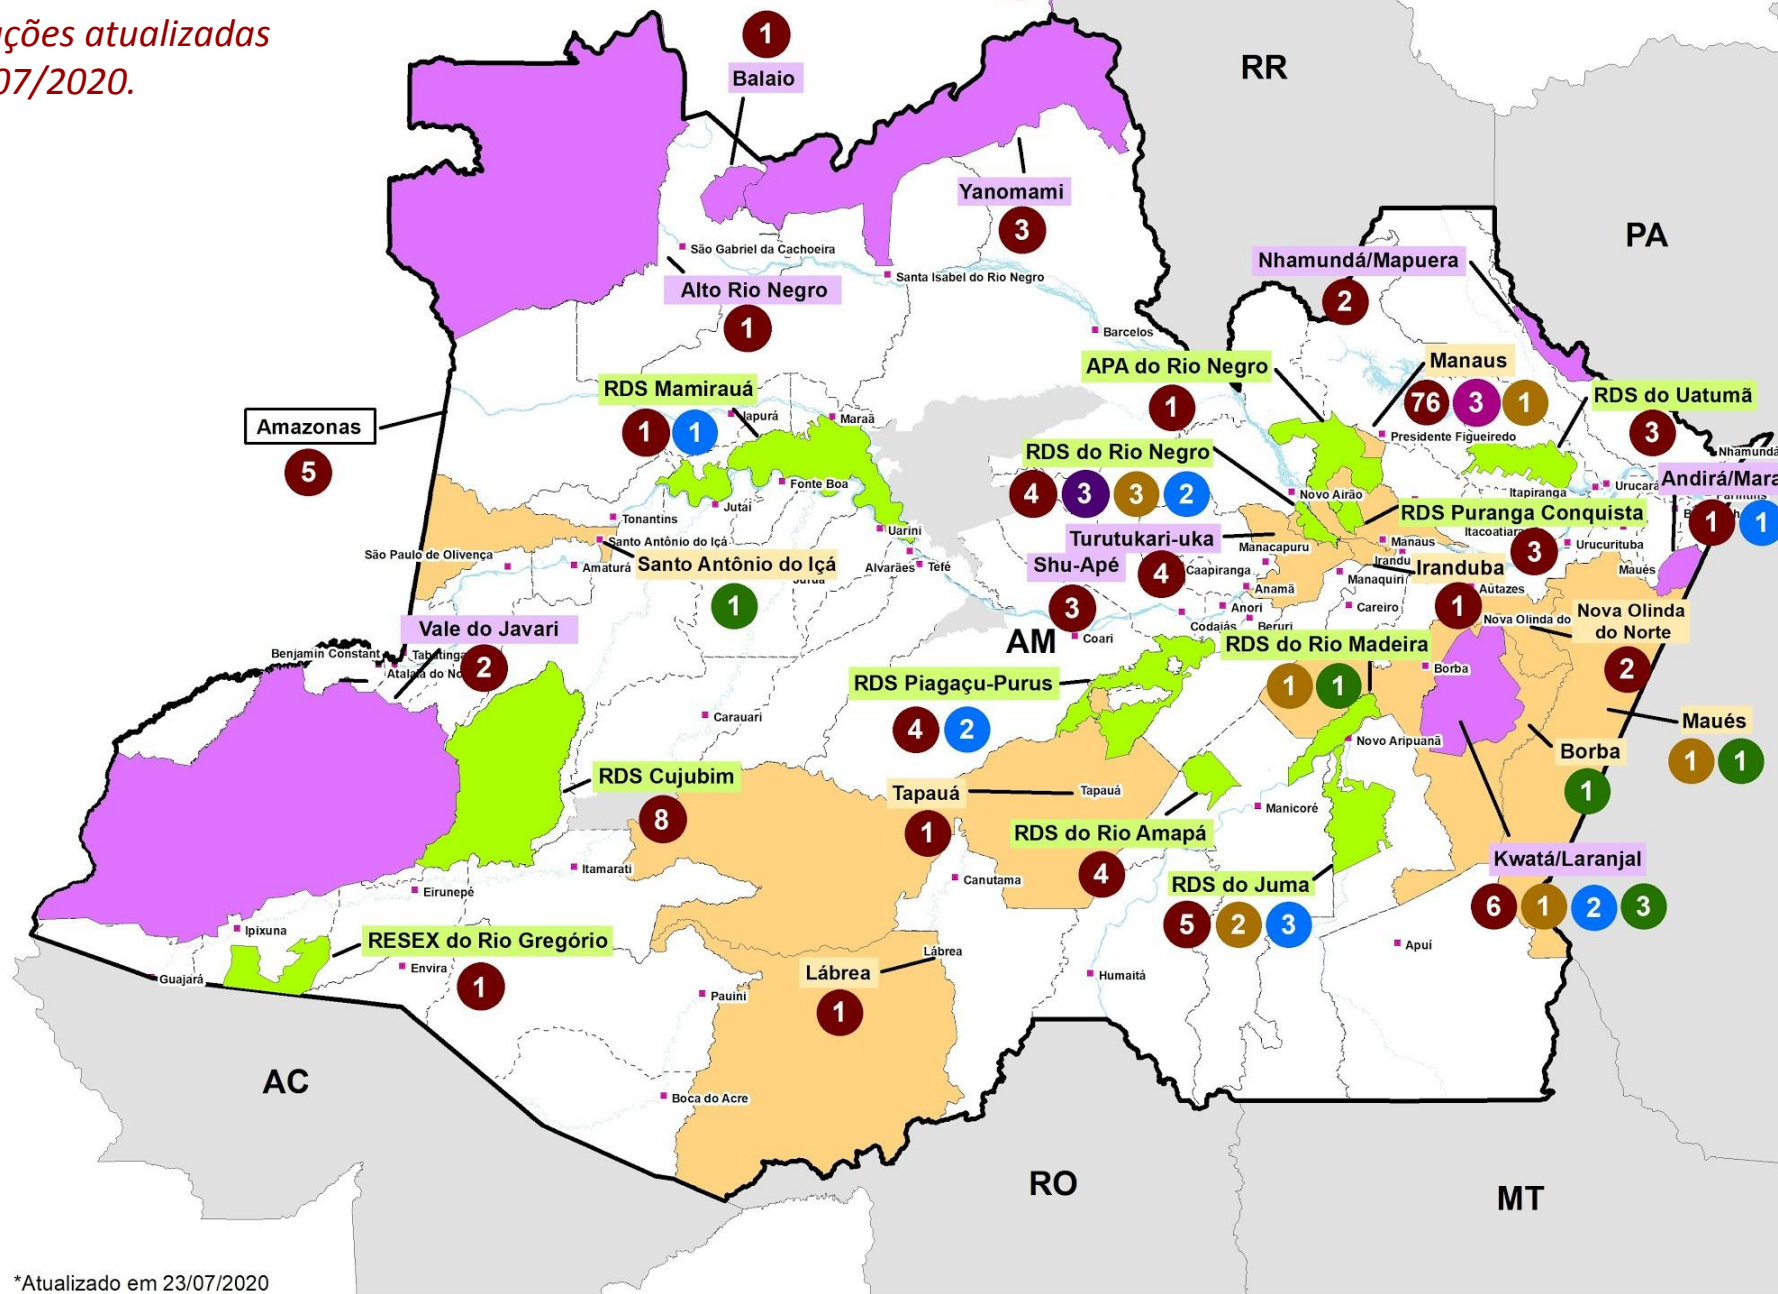 ções atualizadas
07/2020.
1
Balaio
RR
PA
Yanomami
3
São Gabriel da Cachoeira
Santa Isabel do Rio Negro
Alto Rio Negro
1
Nhamundá/Mapuera
2
Barcelos
APA do Rio Negro
1
Manaus
76 3 1
Presidente Figueiredo
RDS do Uatumã
3
RDS Mamirauá
1 1
Japurá
Maraã
Amazonas
5
RDS do Rio Negro
4 3 3 2
Nhamundá
Andirá/Mara
Parintins
1 1
Fonte Boa
Jutaí
Novo Airão
Itapiranga
Urucará
RDS Puranga Conquista
3
Itacoatiara
Tonantins
Uarini
Santo Antônio do Içá
São Paulo de Olivença
Amaturá
Santo Antônio do Içá
1
Alvarães
Tefé
Turutukari-uka
4
Manacapuru
Manaus
Urucurituba
Shu-Apé
3
Caapiranga
Manaquiri
Iranduba
1
Autazes
Maués
Anamã
Anori
Codajás
Beruri
Careiro
Coari
AM
Nova Olinda do
Nova Olinda
do Norte
2
Vale do Javari
2
Benjamin Constant
Tabatinga
Atalaia do No
RDS do Rio Madeira
1 1
Borba
RDS Piagaçu-Purus
4 2
Carauari
Novo Aripuanã
Maués
1 1
Borba
1
RDS Cujubim
8
Tapauá
1
Tapauá
Manicoré
RDS do Rio Amapá
4
Kwatá/Laranjal
6 1 2 3
Itamarati
Canutama
RDS do Juma
5 2 3
Eirunepé
Ipixuna
RESEX do Rio Gregório
1
Envira
Guajará
Lábrea
Lábrea
1
Apuí
Humaitá
Pauini
AC
Boca do Acre
RO
MT
*Atualizado em 23/07/2020